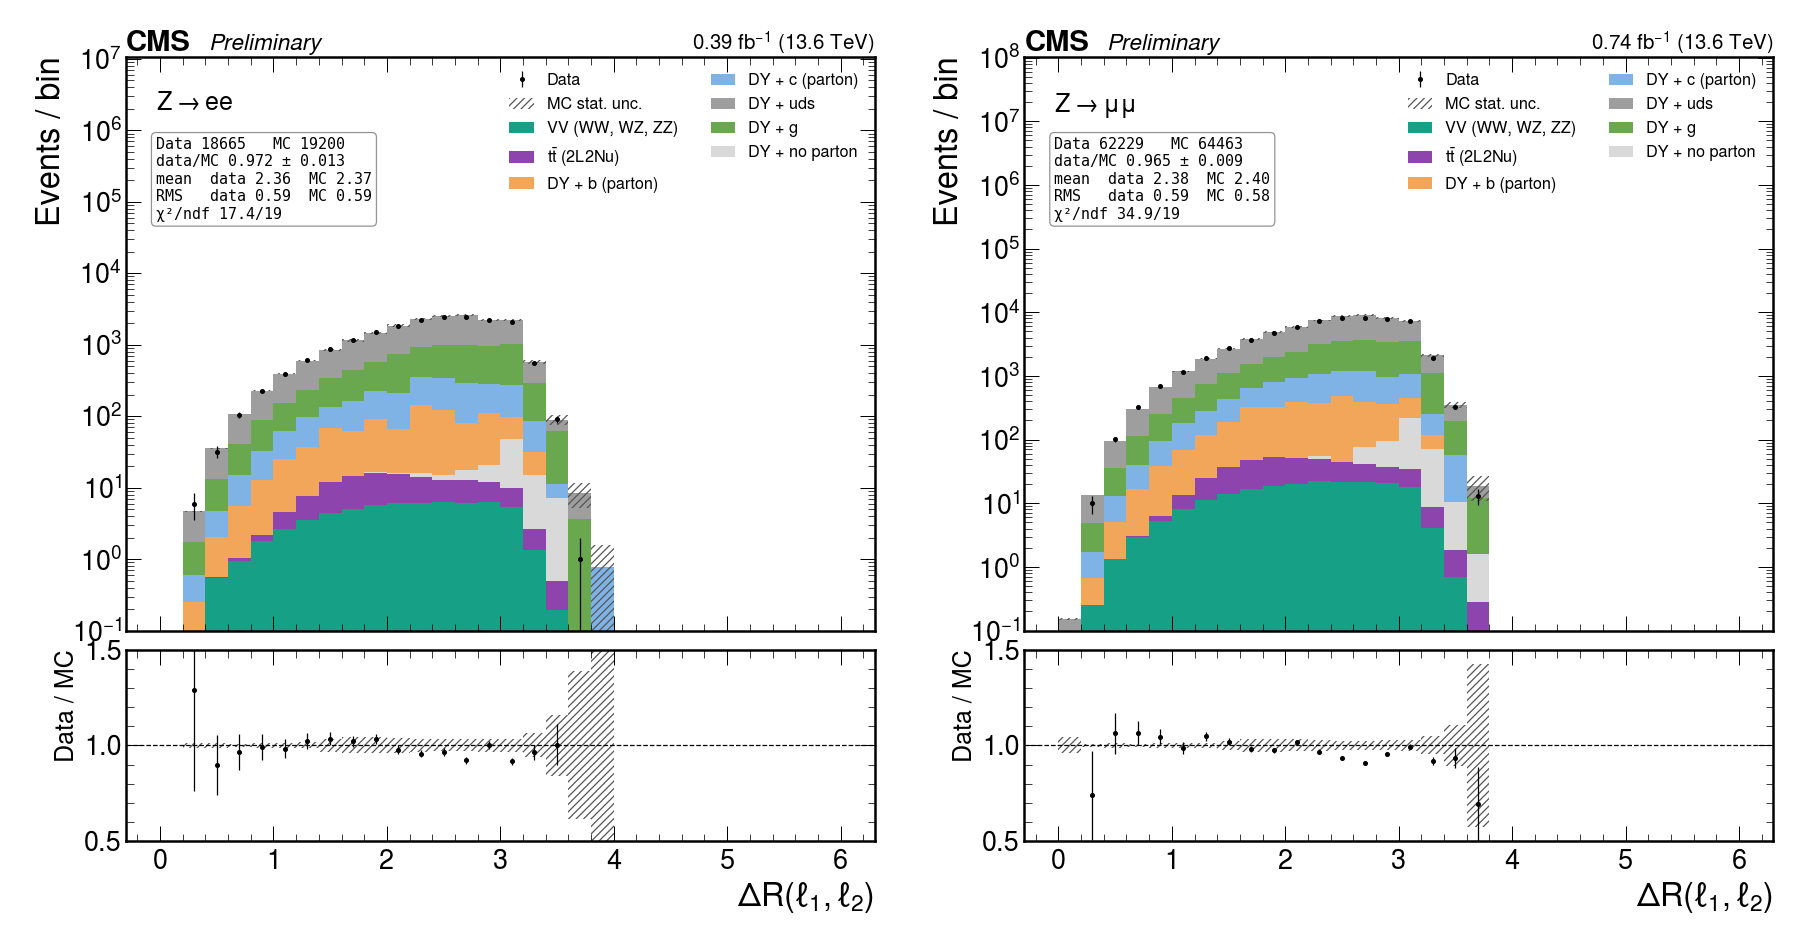 CMS Preliminary 0.39 fb⁻¹ (13.6 TeV)
Events / bin
10⁷
10⁶
10⁵
10⁴
10³
10²
10¹
10⁰
10⁻¹
Z → ee
Data 18665 MC 19200
data/MC 0.972 ± 0.013
mean data 2.36 MC 2.37
RMS data 0.59 MC 0.59
χ²/ndf 17.4/19
Data
MC stat. unc.
VV (WW, WZ, ZZ)
tt̄ (2L2Nu)
DY + b (parton)
DY + c (parton)
DY + uds
DY + g
DY + no parton
Data / MC
1.5
1.0
0.5
0 1 2 3 4 5 6
ΔR(ℓ₁, ℓ₂)
CMS Preliminary 0.74 fb⁻¹ (13.6 TeV)
Events / bin
10⁸
10⁷
10⁶
10⁵
10⁴
10³
10²
10¹
10⁰
10⁻¹
Z → μμ
Data 62229 MC 64463
data/MC 0.965 ± 0.009
mean data 2.38 MC 2.40
RMS data 0.59 MC 0.58
χ²/ndf 34.9/19
Data
MC stat. unc.
VV (WW, WZ, ZZ)
tt̄ (2L2Nu)
DY + b (parton)
DY + c (parton)
DY + uds
DY + g
DY + no parton
Data / MC
1.5
1.0
0.5
0 1 2 3 4 5 6
ΔR(ℓ₁, ℓ₂)